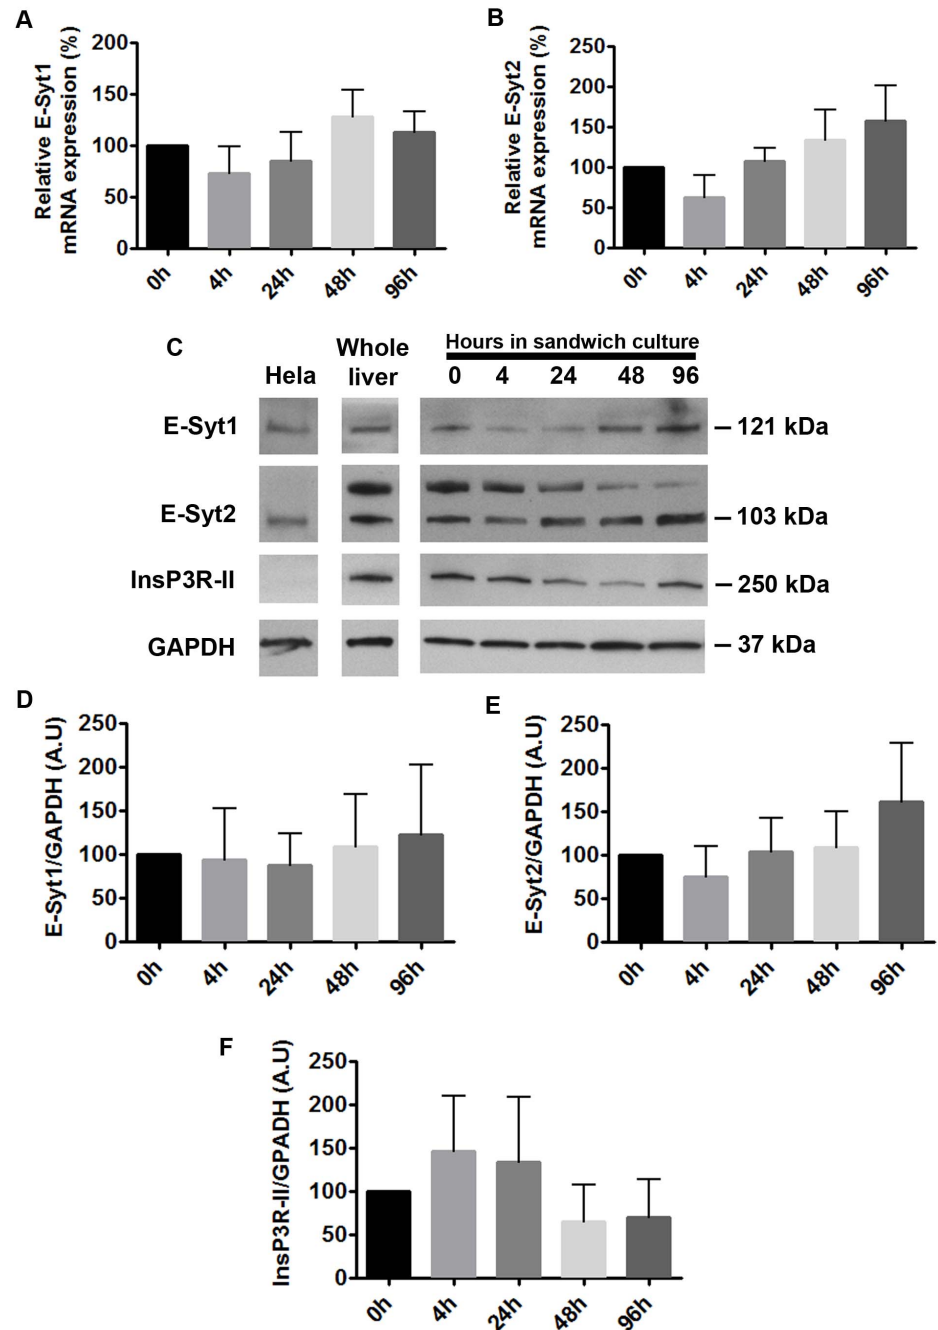 A
Relative E-Syt1
mRNA expression (%)
200
150
100
50
0
0h
4h
24h
48h
96h
B
Relative E-Syt2
mRNA expression (%)
250
200
150
100
50
0
0h
4h
24h
48h
96h
C
Hela
Whole
liver
Hours in sandwich culture
0 4 24 48 96
E-Syt1
121 kDa
E-Syt2
103 kDa
InsP3R-II
250 kDa
GAPDH
37 kDa
D
E-Syt1/GAPDH (A.U)
250
200
150
100
50
0
0h
4h
24h
48h
96h
E
E-Syt2/GAPDH (A.U)
250
200
150
100
50
0
0h
4h
24h
48h
96h
F
InsP3R-II/GPADH (A.U)
250
200
150
100
50
0
0h
4h
24h
48h
96h